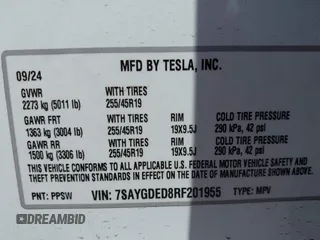 MFD BY TESLA, INC.
09/24
GVWR WITH TIRES
2273 kg (5011 lb) 255/45R19
GAWR FRT WITH TIRES RIM COLD TIRE PRESSURE
1363 kg (3004 lb) 255/45R19 19X9.5J 290 kPa, 42 psi
GAWR RR WITH TIRES RIM COLD TIRE PRESSURE
1500 kg (3306 lb) 255/45R19 19X9.5J 290 kPa, 42 psi
THIS VEHICLE CONFORMS TO ALL APPLICABLE U.S. FEDERAL MOTOR VEHICLE
SAFETY AND THEFT PREVENTION STANDARDS IN EFFECT ON THE DATE OF
MANUFACTURE SHOWN ABOVE.
PNT: PPSW VIN: 7SAYGDED8RF201955 TYPE: MPV
DREAMBID